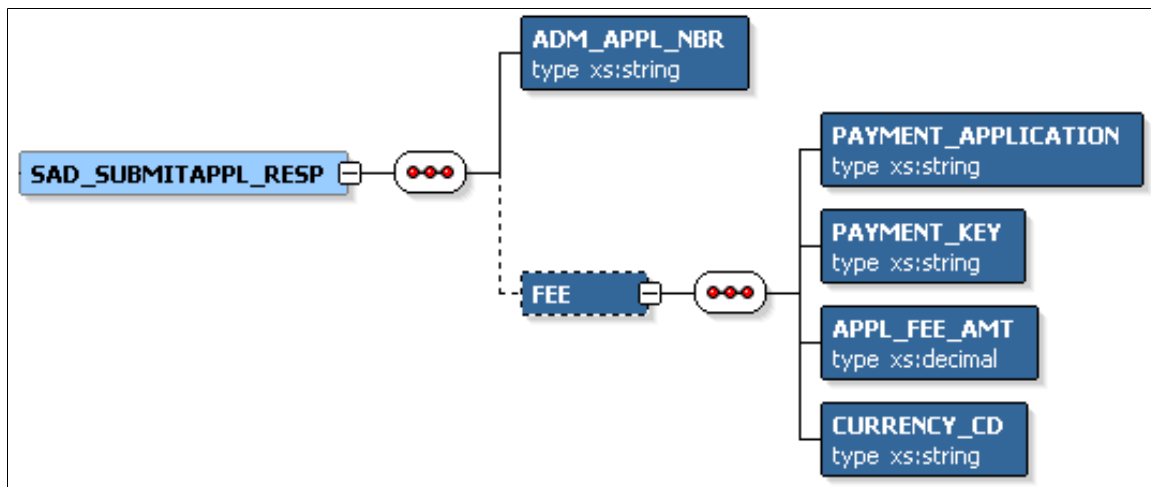 ADM_APPL_NBR
type xs:string
SAD_SUBMITAPPL_RESP
FEE
PAYMENT_APPLICATION
type xs:string
PAYMENT_KEY
type xs:string
APPL_FEE_AMT
type xs:decimal
CURRENCY_CD
type xs:string